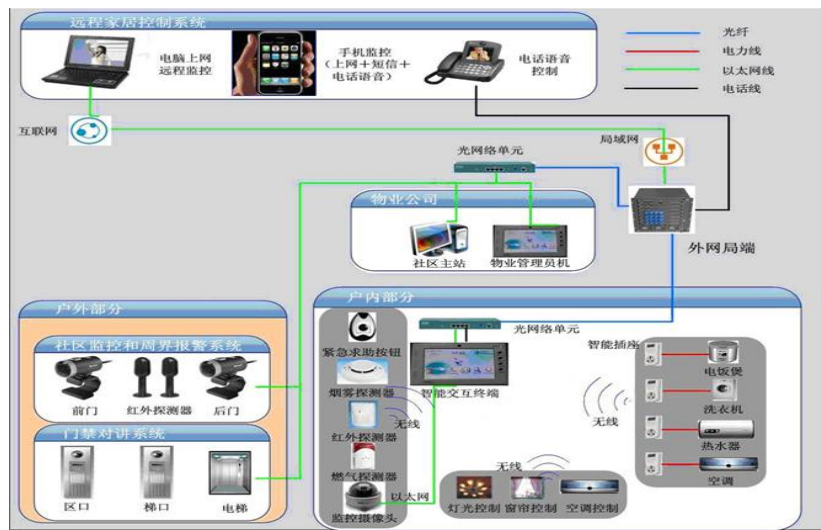 远程家居控制系统
电脑上网
远程监控
手机监控
(上网+短信+
电话语音)
电话语音
控制
光纤
电力线
以太网线
电话线
互联网
光网络单元
局域网
物业公司
社区主站
物业管理员机
外网局端
户外部分
社区监控和周界报警系统
前门
红外探测器
后门
门禁对讲系统
区口
梯口
电梯
户内部分
紧急求助按钮
烟雾探测器
红外探测器
燃气探测器
监控摄像头
光网络单元
智能交互终端
无线
以太网
无线
灯光控制
窗帘控制
空调控制
无线
智能插座
电饭煲
洗衣机
热水器
空调